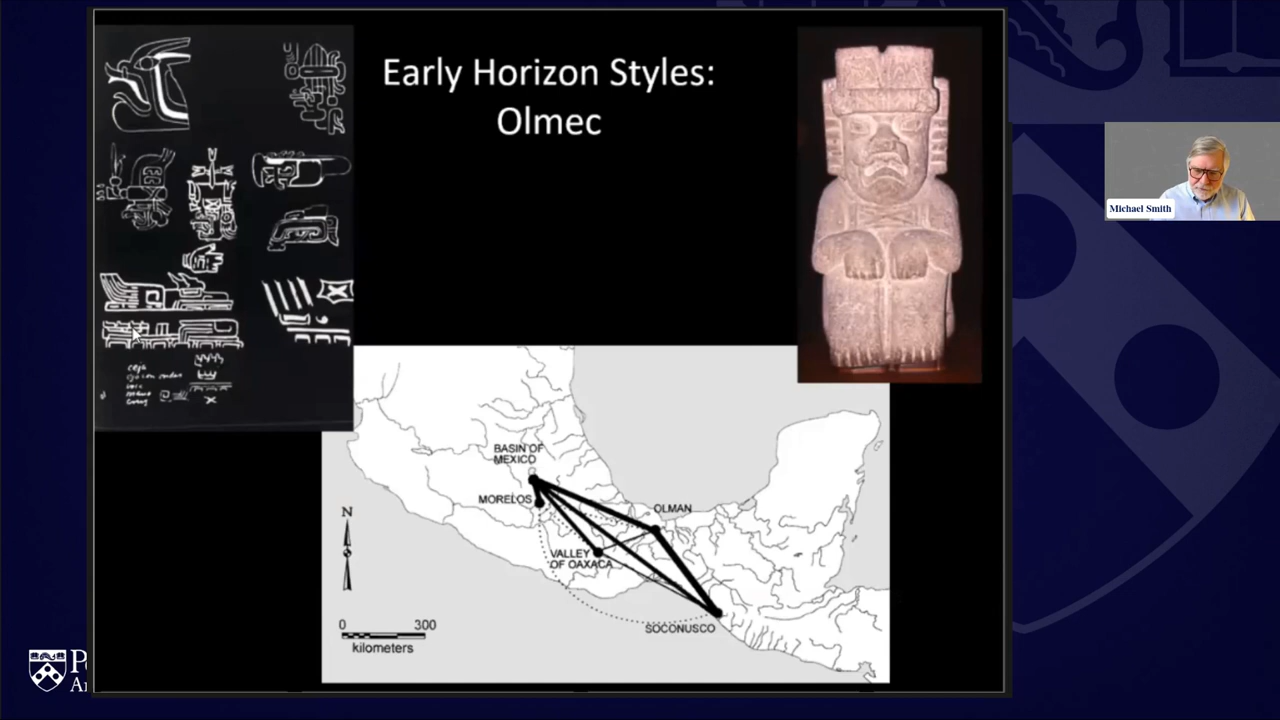 Early Horizon Styles:
Olmec
Michael Smith
BASIN OF
MEXICO
MORELOS
OLMAN
N
VALLEY
OF OAXACA
0 300
kilometers
SOCONUSCO